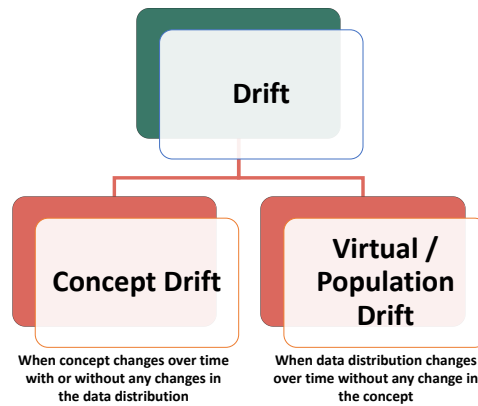 Drift
Concept Drift
Virtual /
Population
Drift
When concept changes over time
with or without any changes in
the data distribution
When data distribution changes
over time without any change in
the concept